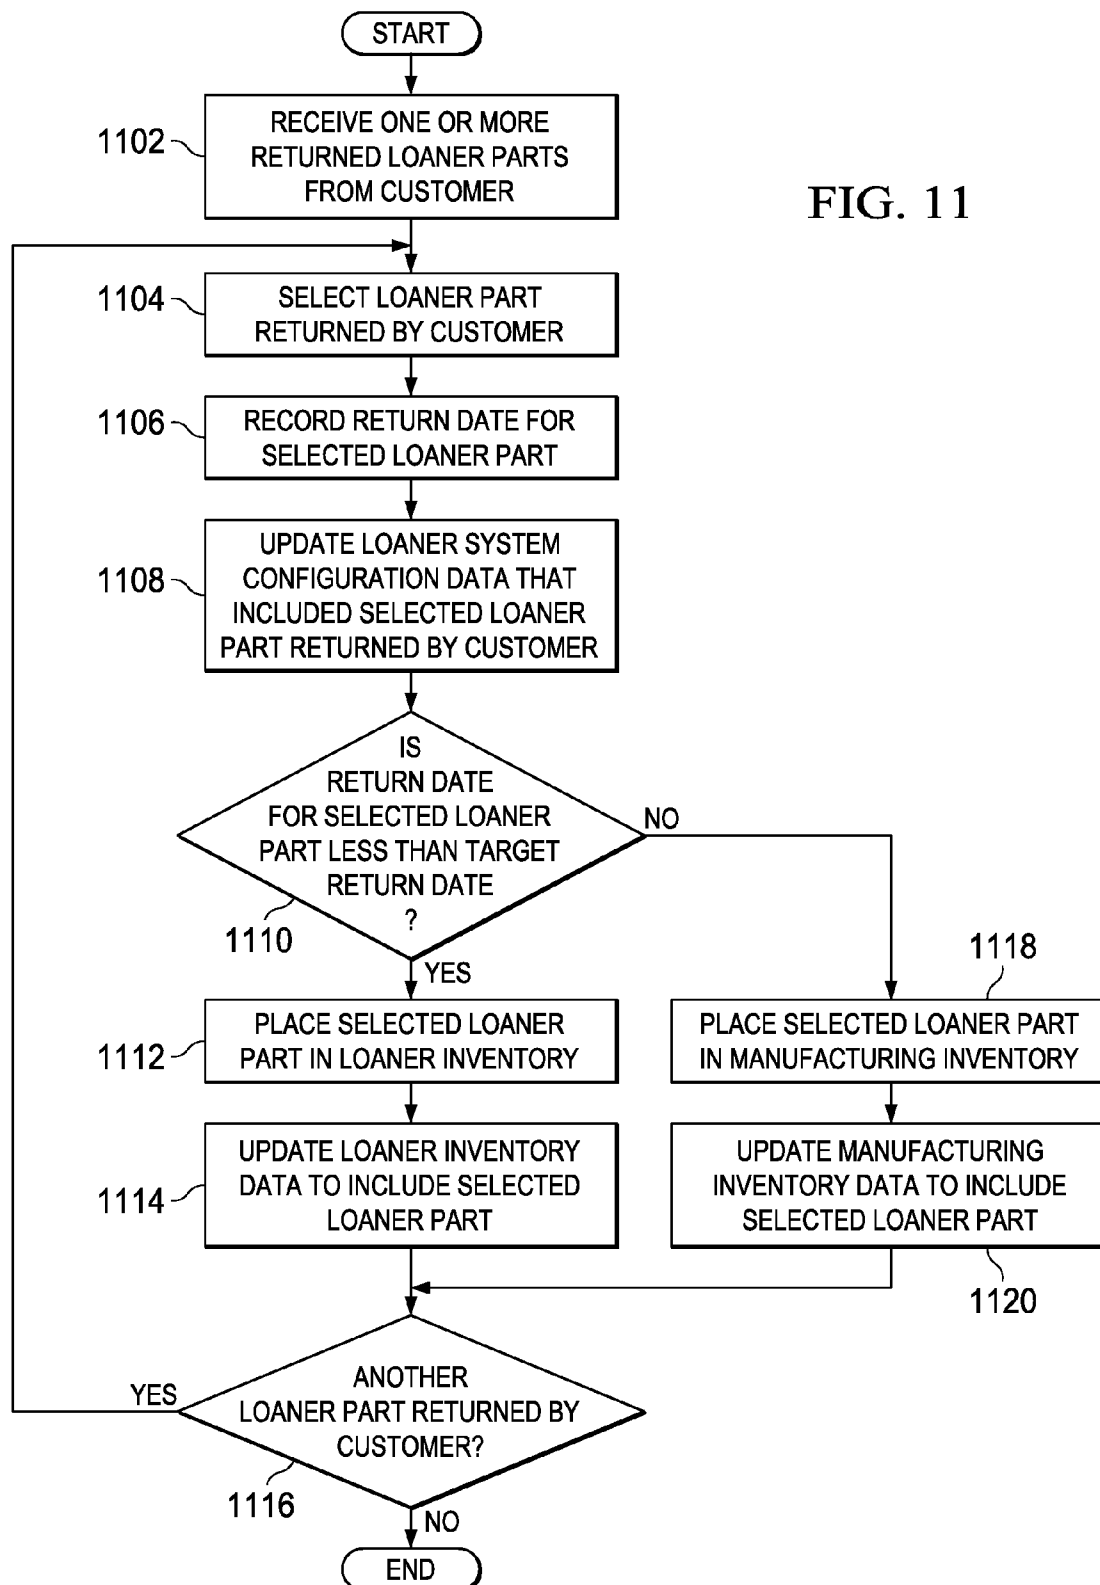 START
1102
RECEIVE ONE OR MORE
RETURNED LOANER PARTS
FROM CUSTOMER
FIG. 11
1104
SELECT LOANER PART
RETURNED BY CUSTOMER
1106
RECORD RETURN DATE FOR
SELECTED LOANER PART
1108
UPDATE LOANER SYSTEM
CONFIGURATION DATA THAT
INCLUDED SELECTED LOANER
PART RETURNED BY CUSTOMER
IS
RETURN DATE
FOR SELECTED LOANER
PART LESS THAN TARGET
RETURN DATE
?
1110
NO
YES
1112
PLACE SELECTED LOANER
PART IN LOANER INVENTORY
1118
PLACE SELECTED LOANER PART
IN MANUFACTURING INVENTORY
1114
UPDATE LOANER INVENTORY
DATA TO INCLUDE SELECTED
LOANER PART
UPDATE MANUFACTURING
INVENTORY DATA TO INCLUDE
SELECTED LOANER PART
1120
YES
ANOTHER
LOANER PART RETURNED BY
CUSTOMER?
1116
NO
END